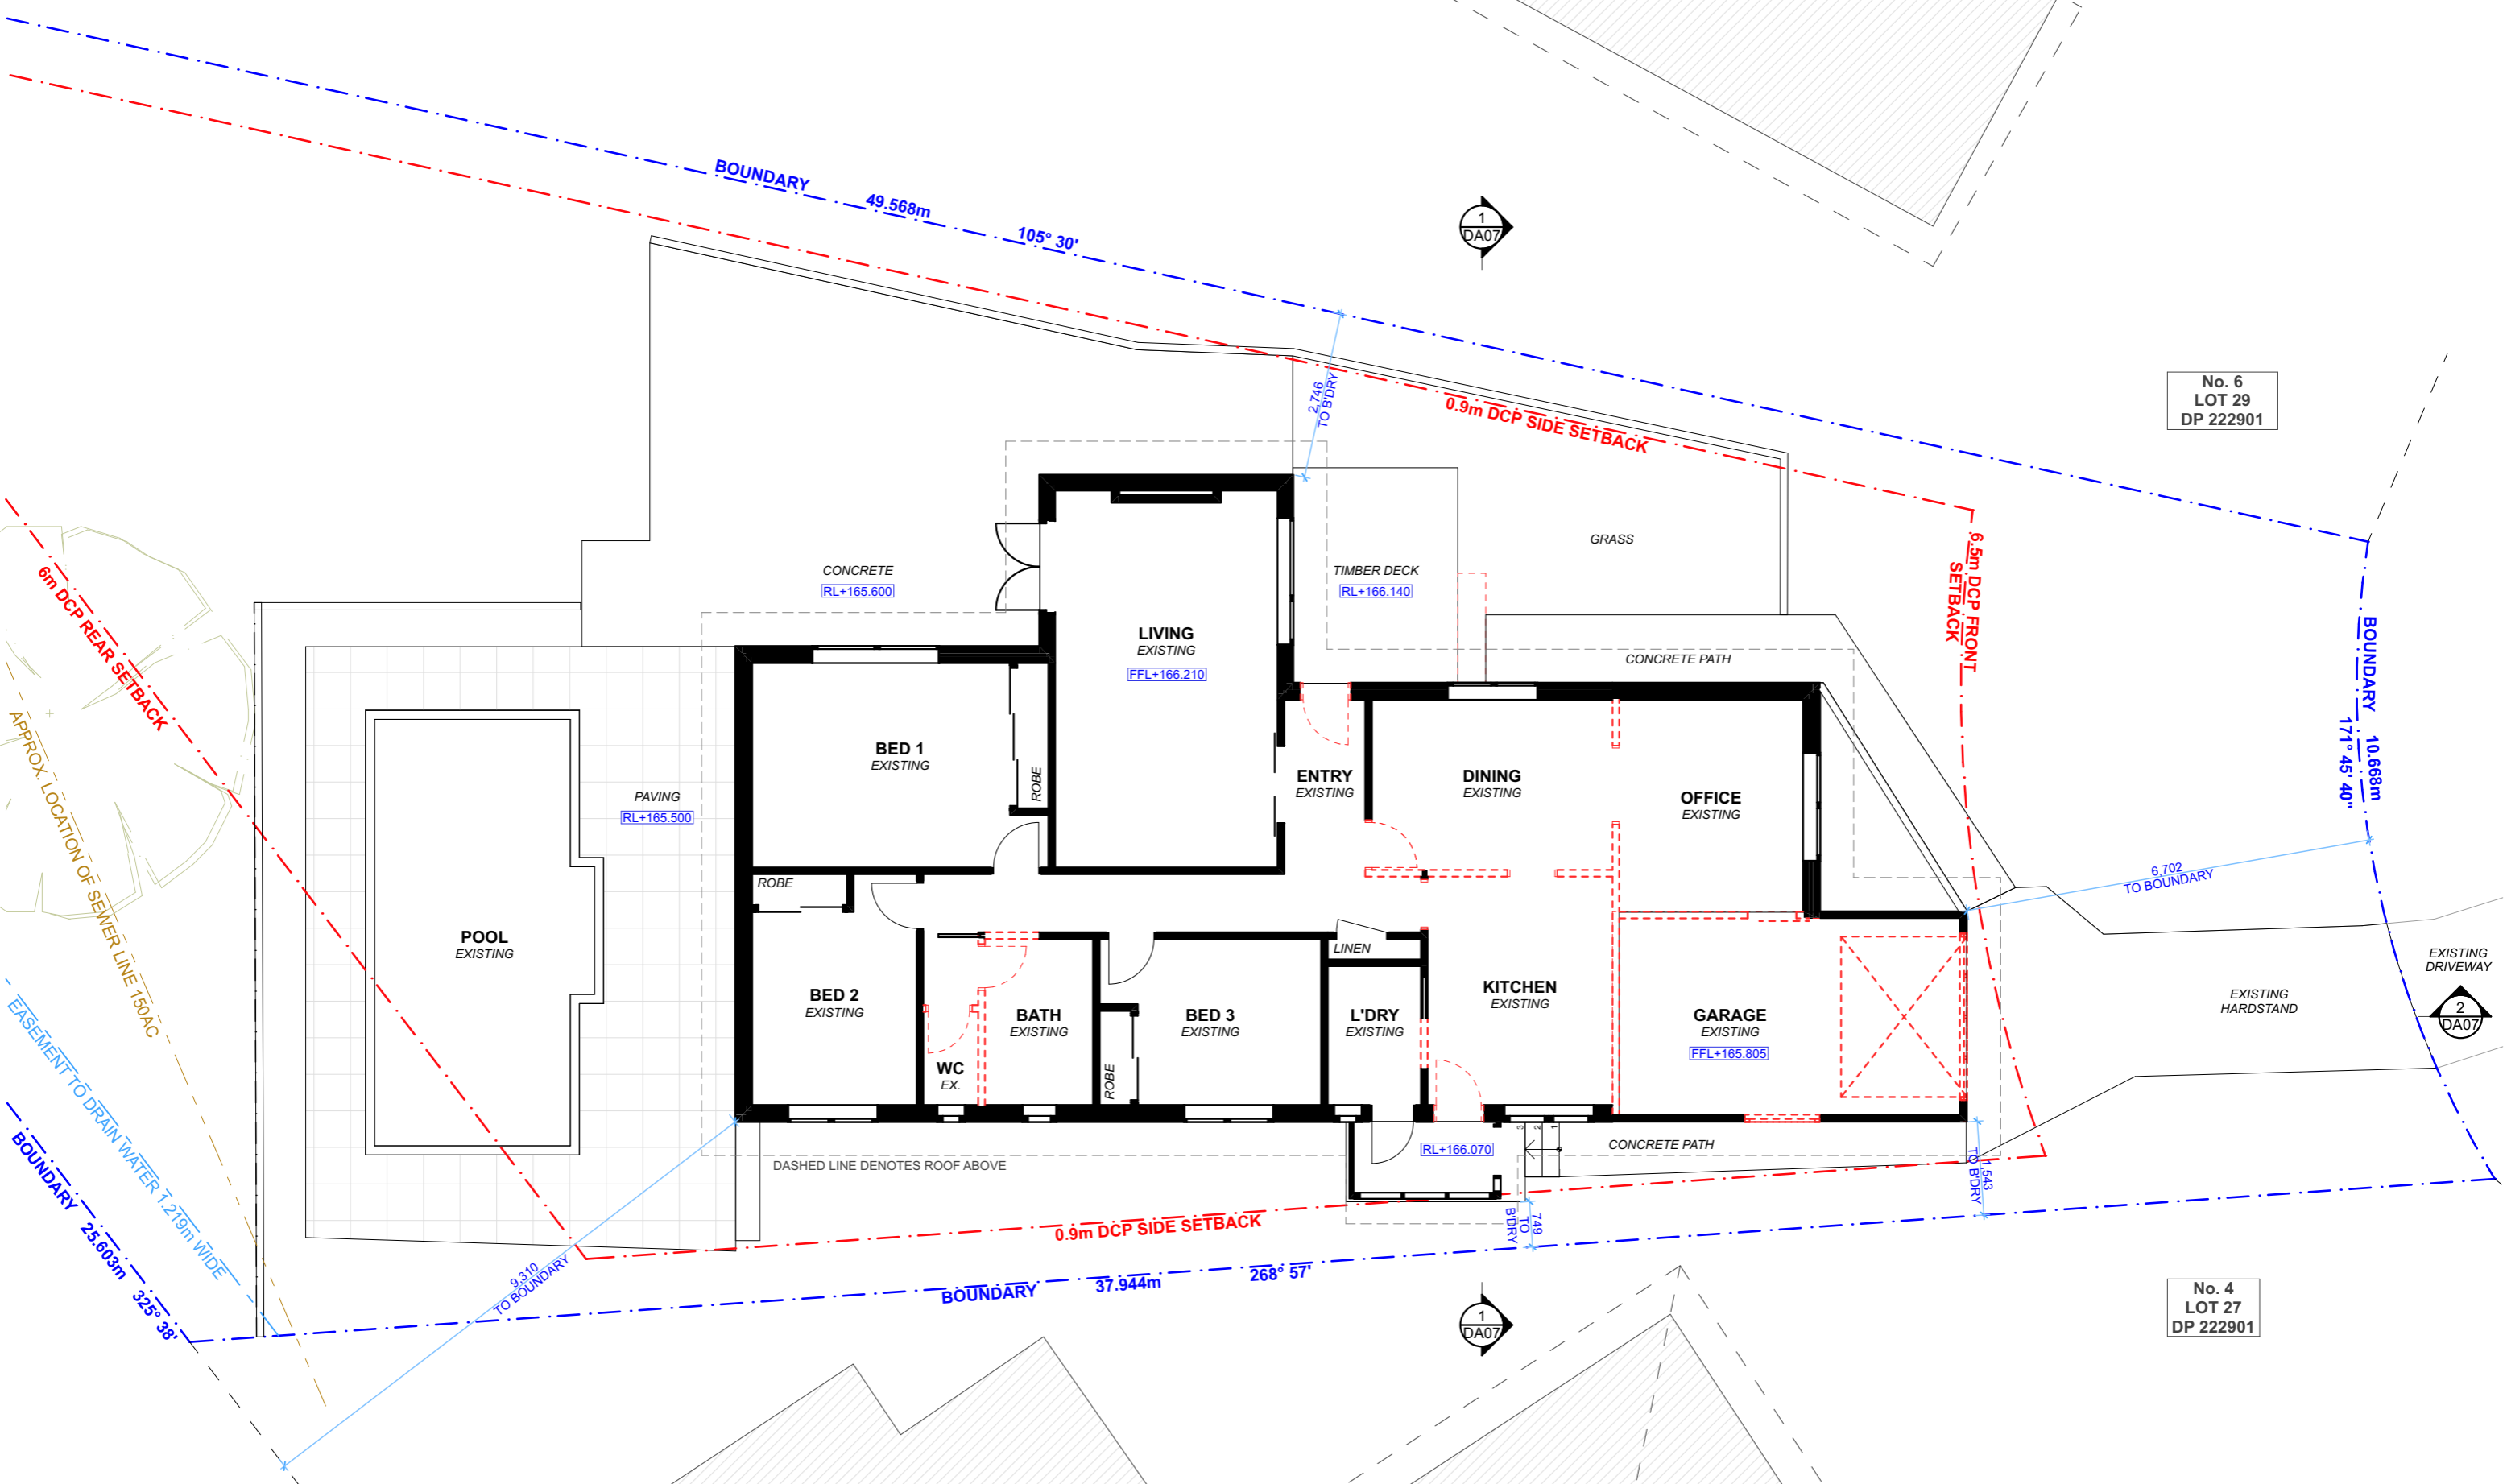 BOUNDARY 49.568m 105° 30'
1
DA07
No. 6
LOT 29
DP 222901
2,746
TO B'DRY
0.9m DCP SIDE SETBACK
6.5m DCP FRONT
SETBACK
GRASS
CONCRETE
RL+165.600
TIMBER DECK
RL+166.140
6m DCP REAR SETBACK
LIVING
EXISTING
FFL+166.210
CONCRETE PATH
BOUNDARY 10.668m
171° 45' 40"
BED 1
EXISTING
ROBE
ENTRY
EXISTING
DINING
EXISTING
OFFICE
EXISTING
PAVING
RL+165.500
APPROX. LOCATION OF SEWER LINE 150AC
6,702
TO BOUNDARY
ROBE
POOL
EXISTING
LINEN
EXISTING
DRIVEWAY
BED 2
EXISTING
BATH
EXISTING
BED 3
EXISTING
L'DRY
EXISTING
KITCHEN
EXISTING
GARAGE
EXISTING
FFL+165.805
EXISTING
HARDSTAND
2
DA07
WC
EX.
ROBE
EASEMENT TO DRAIN WATER 1.219m WIDE
3
2
1
RL+166.070
CONCRETE PATH
DASHED LINE DENOTES ROOF ABOVE
1,543
TO B'DRY
749
TO
B'DRY
0.9m DCP SIDE SETBACK
BOUNDARY 25.603m 325° 38'
9,310
TO BOUNDARY
BOUNDARY 37.944m 268° 57'
1
DA07
No. 4
LOT 27
DP 222901